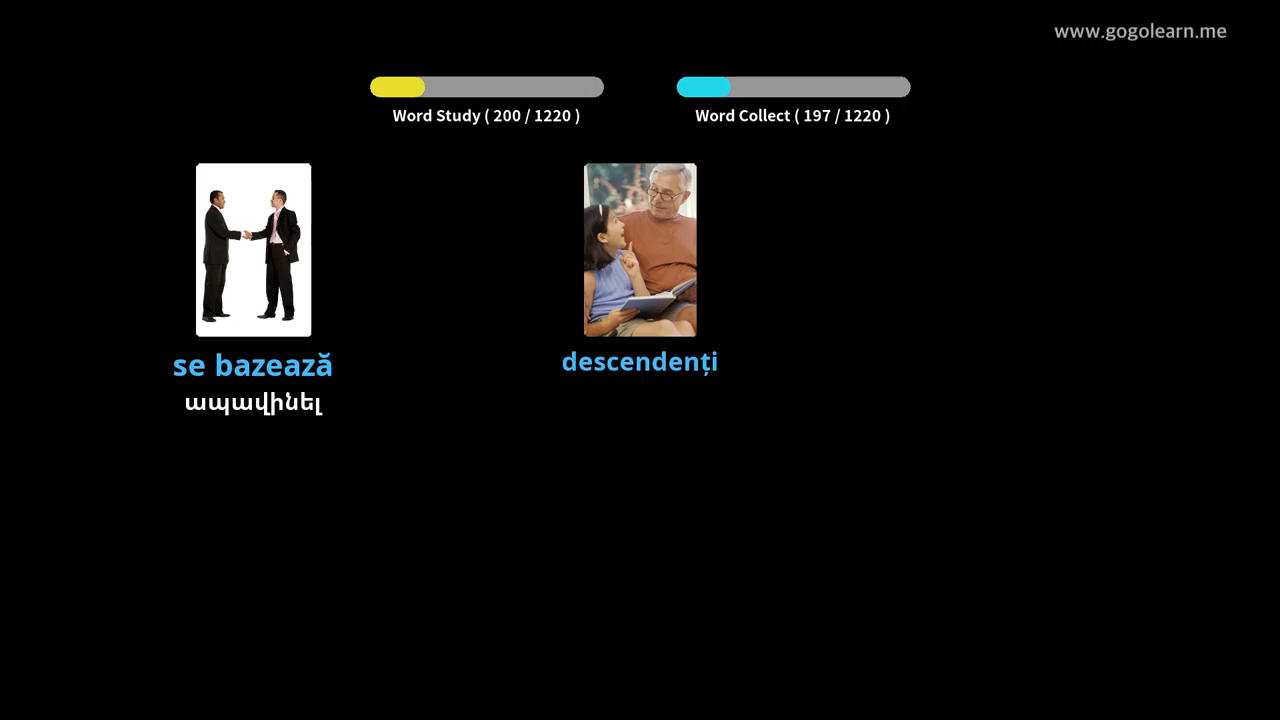 www.gogolearn.me
Word Study ( 200 / 1220 )
Word Collect ( 197 / 1220 )
se bazează
ապավինել
descendenți